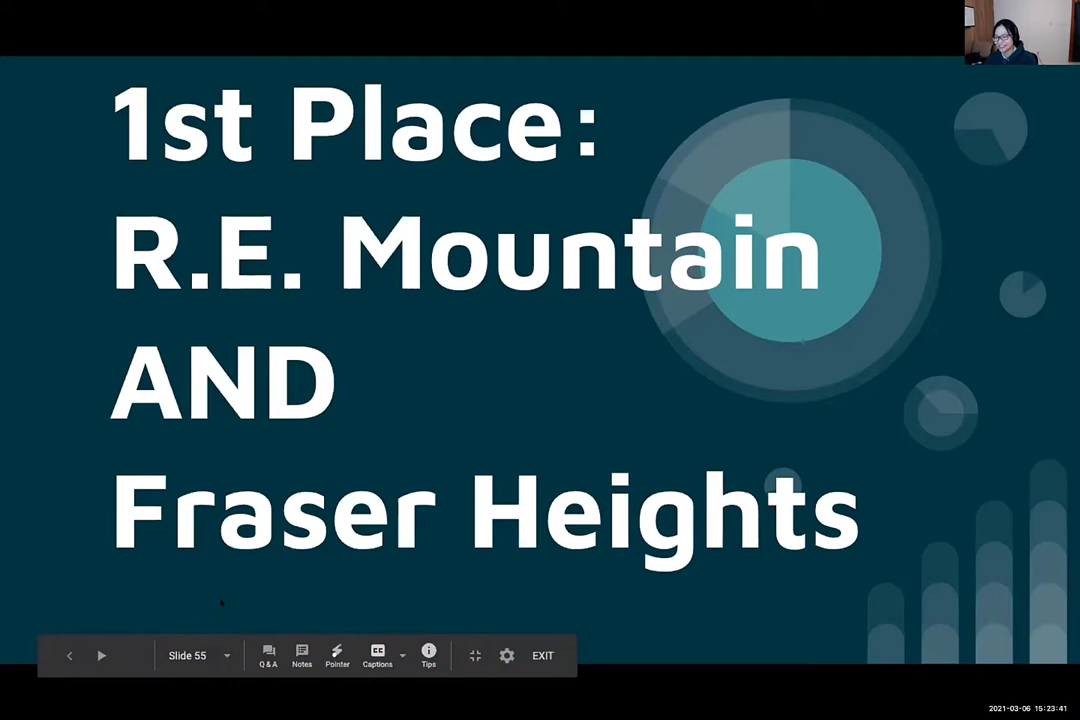 1st Place:
R.E. Mountain
AND
Fraser Heights
Slide 55
Q & A
Notes
Pointer
CC
Captions
Tips
EXIT
2021-03-06 15:23:41